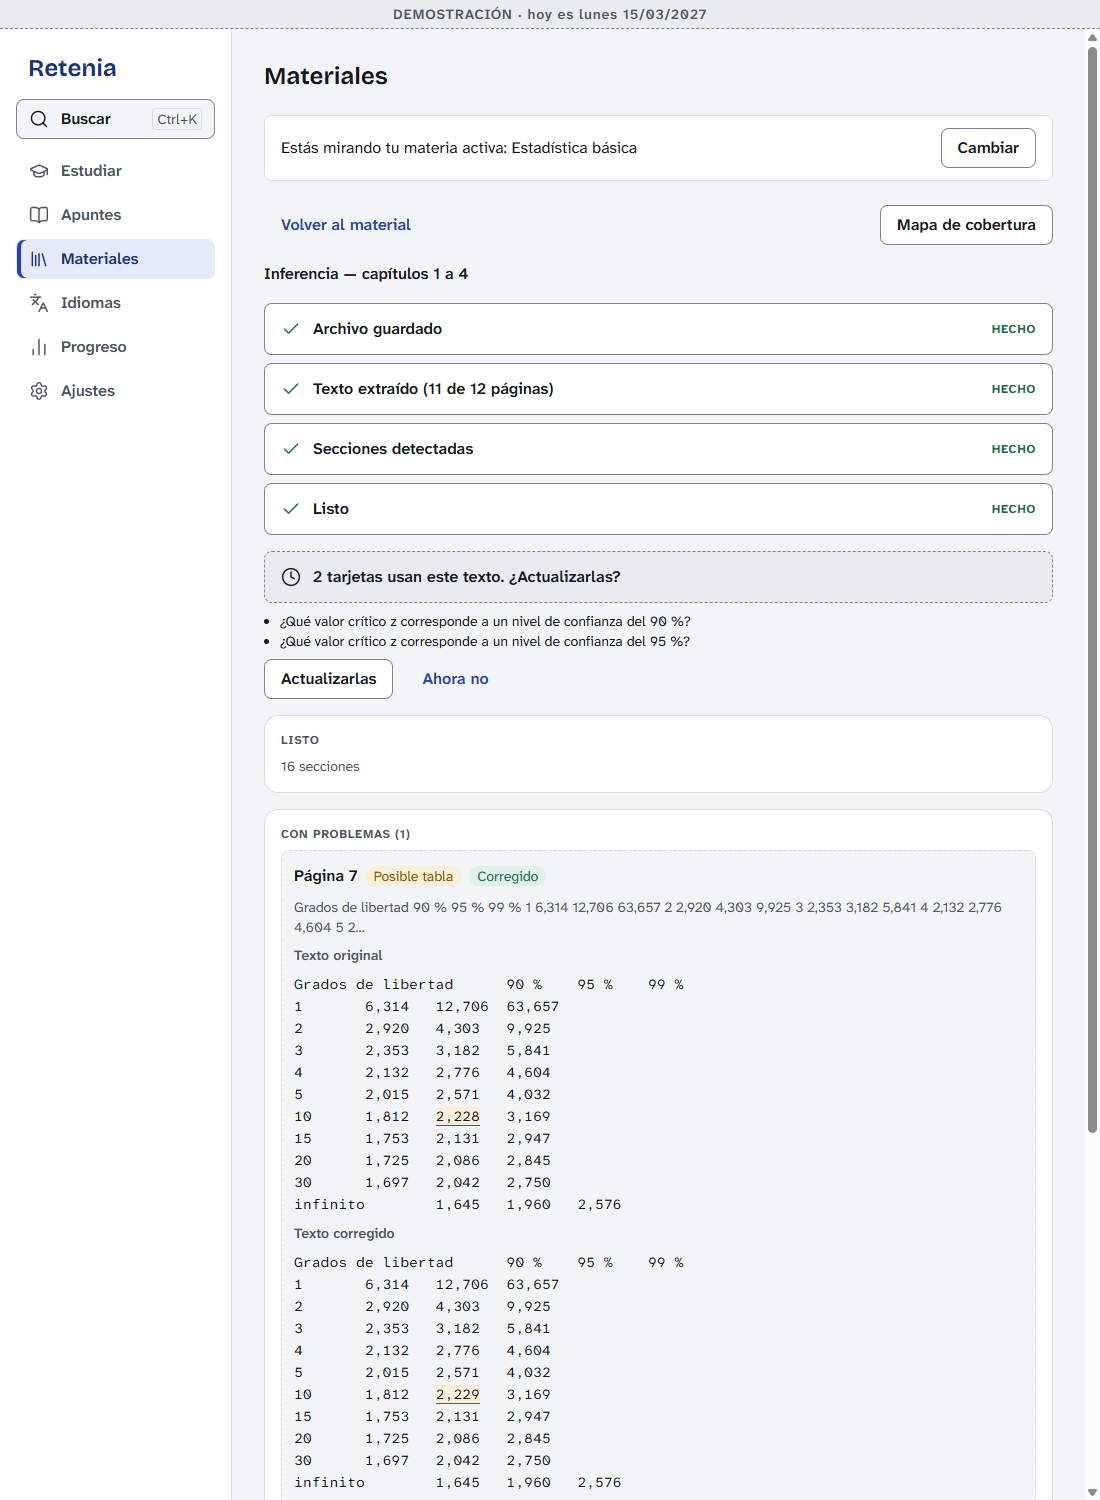 DEMOSTRACIÓN · hoy es lunes 15/03/2027
Retenia
Buscar Ctrl+K
Estudiar
Apuntes
Materiales
Idiomas
Progreso
Ajustes
Materiales
Estás mirando tu materia activa: Estadística básica
Cambiar
Volver al material
Mapa de cobertura
Inferencia — capítulos 1 a 4
Archivo guardado HECHO
Texto extraído (11 de 12 páginas) HECHO
Secciones detectadas HECHO
Listo HECHO
2 tarjetas usan este texto. ¿Actualizarlas?
• ¿Qué valor crítico z corresponde a un nivel de confianza del 90 %?
• ¿Qué valor crítico z corresponde a un nivel de confianza del 95 %?
Actualizarlas Ahora no
LISTO
16 secciones
CON PROBLEMAS (1)
Página 7 Posible tabla Corregido
Grados de libertad 90 % 95 % 99 % 1 6,314 12,706 63,657 2 2,920 4,303 9,925 3 2,353 3,182 5,841 4 2,132 2,776
4,604 5 2...
Texto original
Grados de libertad 90 % 95 % 99 %
1 6,314 12,706 63,657
2 2,920 4,303 9,925
3 2,353 3,182 5,841
4 2,132 2,776 4,604
5 2,015 2,571 4,032
10 1,812 2,228 3,169
15 1,753 2,131 2,947
20 1,725 2,086 2,845
30 1,697 2,042 2,750
infinito 1,645 1,960 2,576
Texto corregido
Grados de libertad 90 % 95 % 99 %
1 6,314 12,706 63,657
2 2,920 4,303 9,925
3 2,353 3,182 5,841
4 2,132 2,776 4,604
5 2,015 2,571 4,032
10 1,812 2,229 3,169
15 1,753 2,131 2,947
20 1,725 2,086 2,845
30 1,697 2,042 2,750
infinito 1,645 1,960 2,576